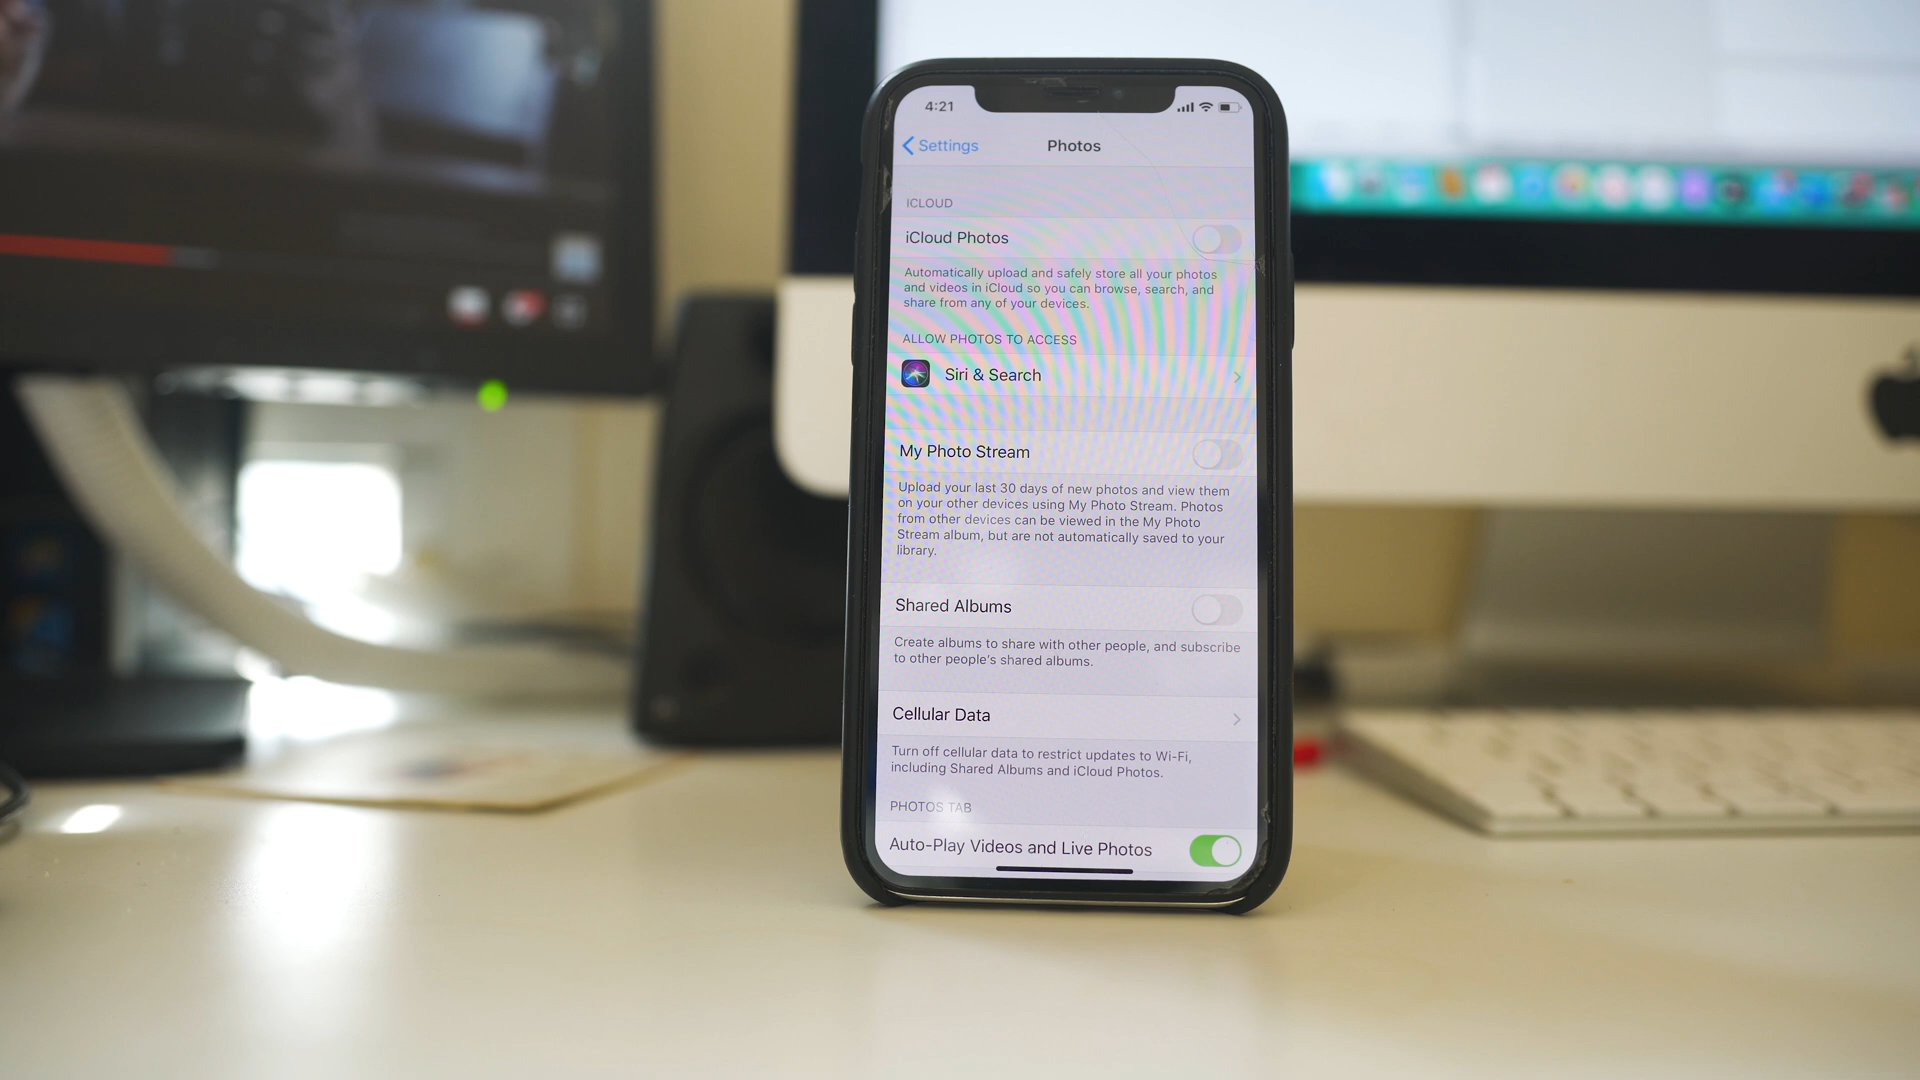 4:21
Settings
Photos
ICLOUD
iCloud Photos
Automatically upload and safely store all your photos
and videos in iCloud so you can browse, search, and
share from any of your devices.
ALLOW PHOTOS TO ACCESS
Siri & Search
My Photo Stream
Upload your last 30 days of new photos and view them
on your other devices using My Photo Stream. Photos
from other devices can be viewed in the My Photo
Stream album, but are not automatically saved to your
library.
Shared Albums
Create albums to share with other people, and subscribe
to other people's shared albums.
Cellular Data
Turn off cellular data to restrict updates to Wi-Fi,
including Shared Albums and iCloud Photos.
PHOTOS TAB
Auto-Play Videos and Live Photos